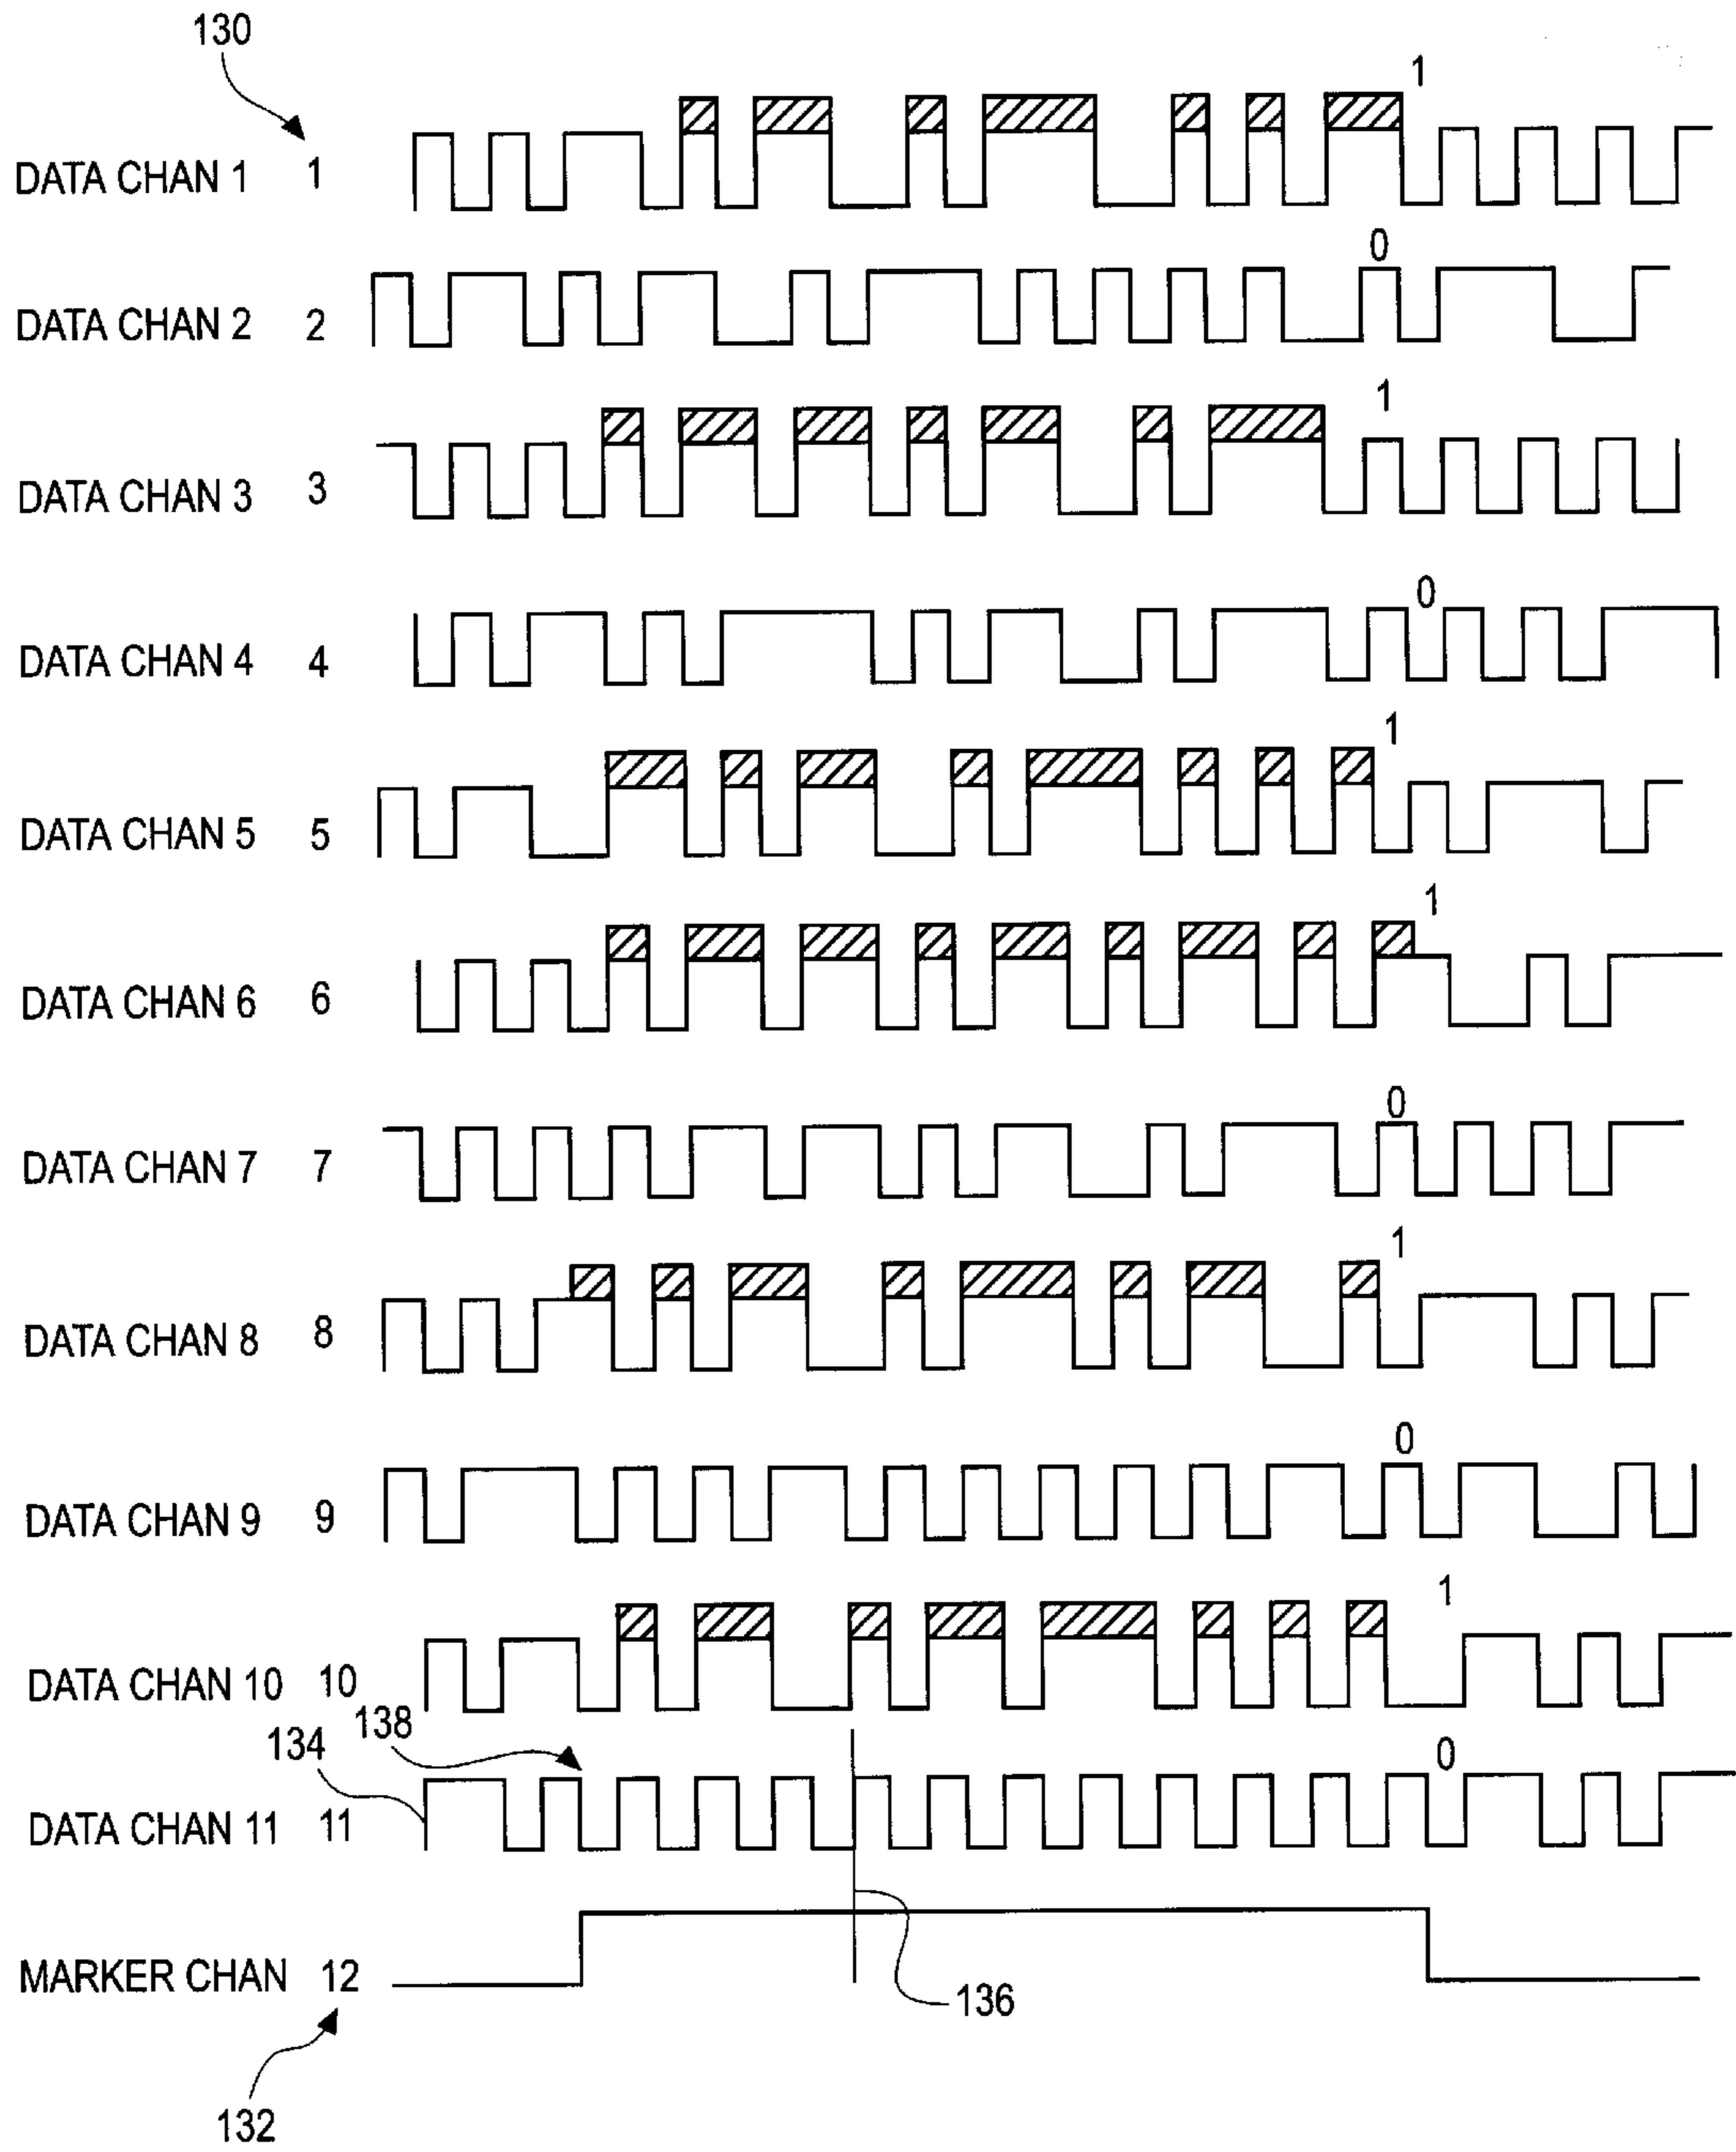 130
1
DATA CHAN 1 1
0
DATA CHAN 2 2
1
DATA CHAN 3 3
0
DATA CHAN 4 4
1
DATA CHAN 5 5
1
DATA CHAN 6 6
0
DATA CHAN 7 7
1
DATA CHAN 8 8
0
DATA CHAN 9 9
1
DATA CHAN 10 10
138
134
0
DATA CHAN 11 11
MARKER CHAN 12
136
132